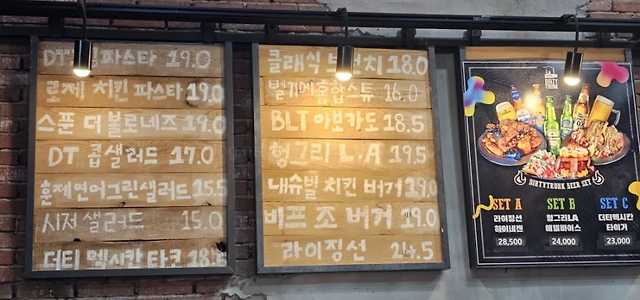 DT 파스타 19.0
로제 치킨 파스타 19.0
스푼 더 볼로네즈 19.0
DT 콥샐러드 17.0
훈제연어그린샐러드 15.5
시저 샐러드 15.0
더티 멕시칸 타코 18.5
클래식 브런치 18.0
벨기에홍합스튜 16.0
BLT 아보카도 18.5
헝그리 L.A 19.5
내슈빌 치킨 버거 19.0
비프 조 버거 19.0
라이징선 24.5
DIRTYTRUNK BEER SET
SET A
라이징선
하이네켄
28,500
SET B
헝그리LA
애빌바이스
24,000
SET C
더티멕시칸
타이거
23,000